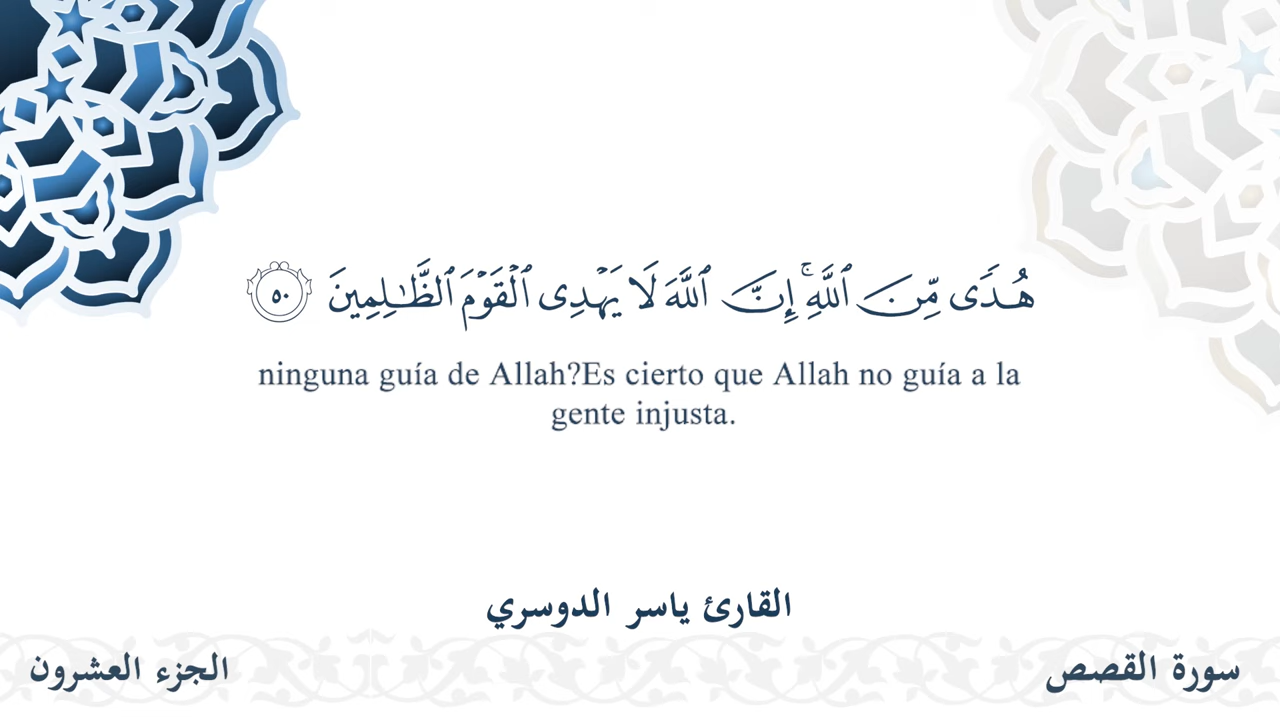 هُدًى مِّنَ ٱللَّهِۚ إِنَّ ٱللَّهَ لَا يَهْدِى ٱلْقَوْمَ ٱلظَّٰلِمِينَ ٥٠
ninguna guía de Allah?Es cierto que Allah no guía a la
gente injusta.
القارئ ياسر الدوسري
سورة القصص
الجزء العشرون